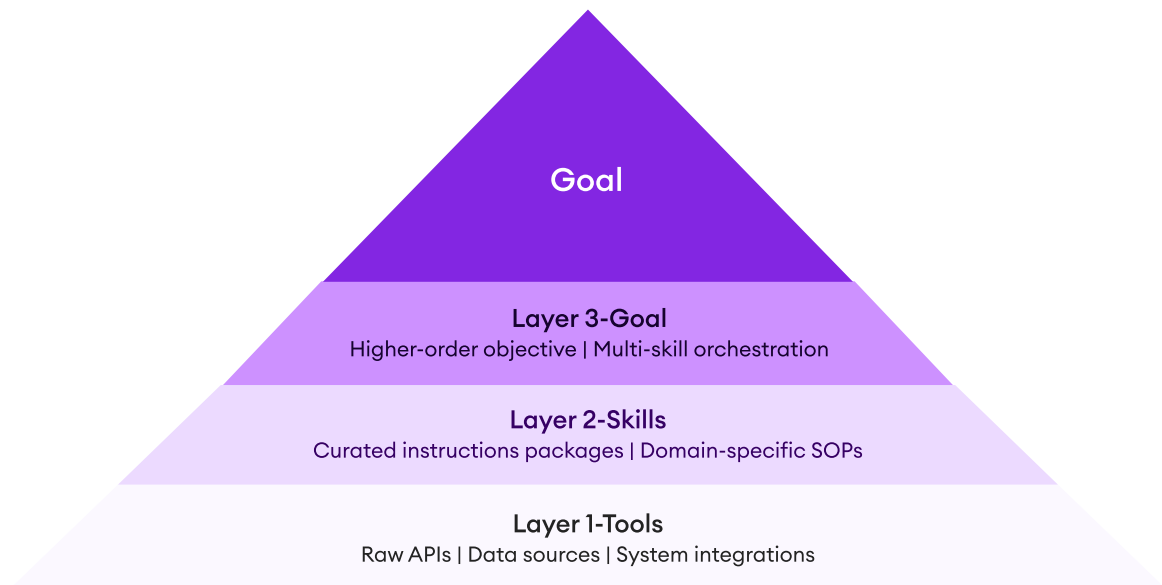 Goal
Layer 3-Goal
Higher-order objective | Multi-skill orchestration
Layer 2-Skills
Curated instructions packages | Domain-specific SOPs
Layer 1-Tools
Raw APIs | Data sources | System integrations